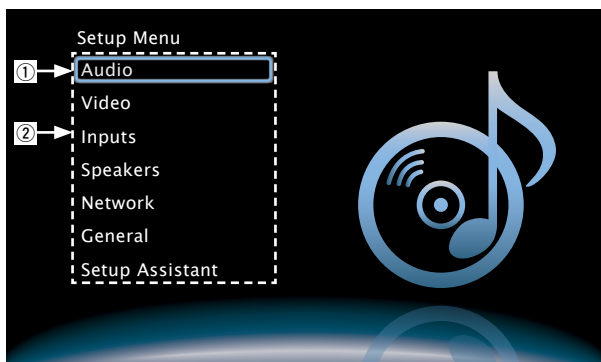 Setup Menu
① Audio
Video
② Inputs
Speakers
Network
General
Setup Assistant